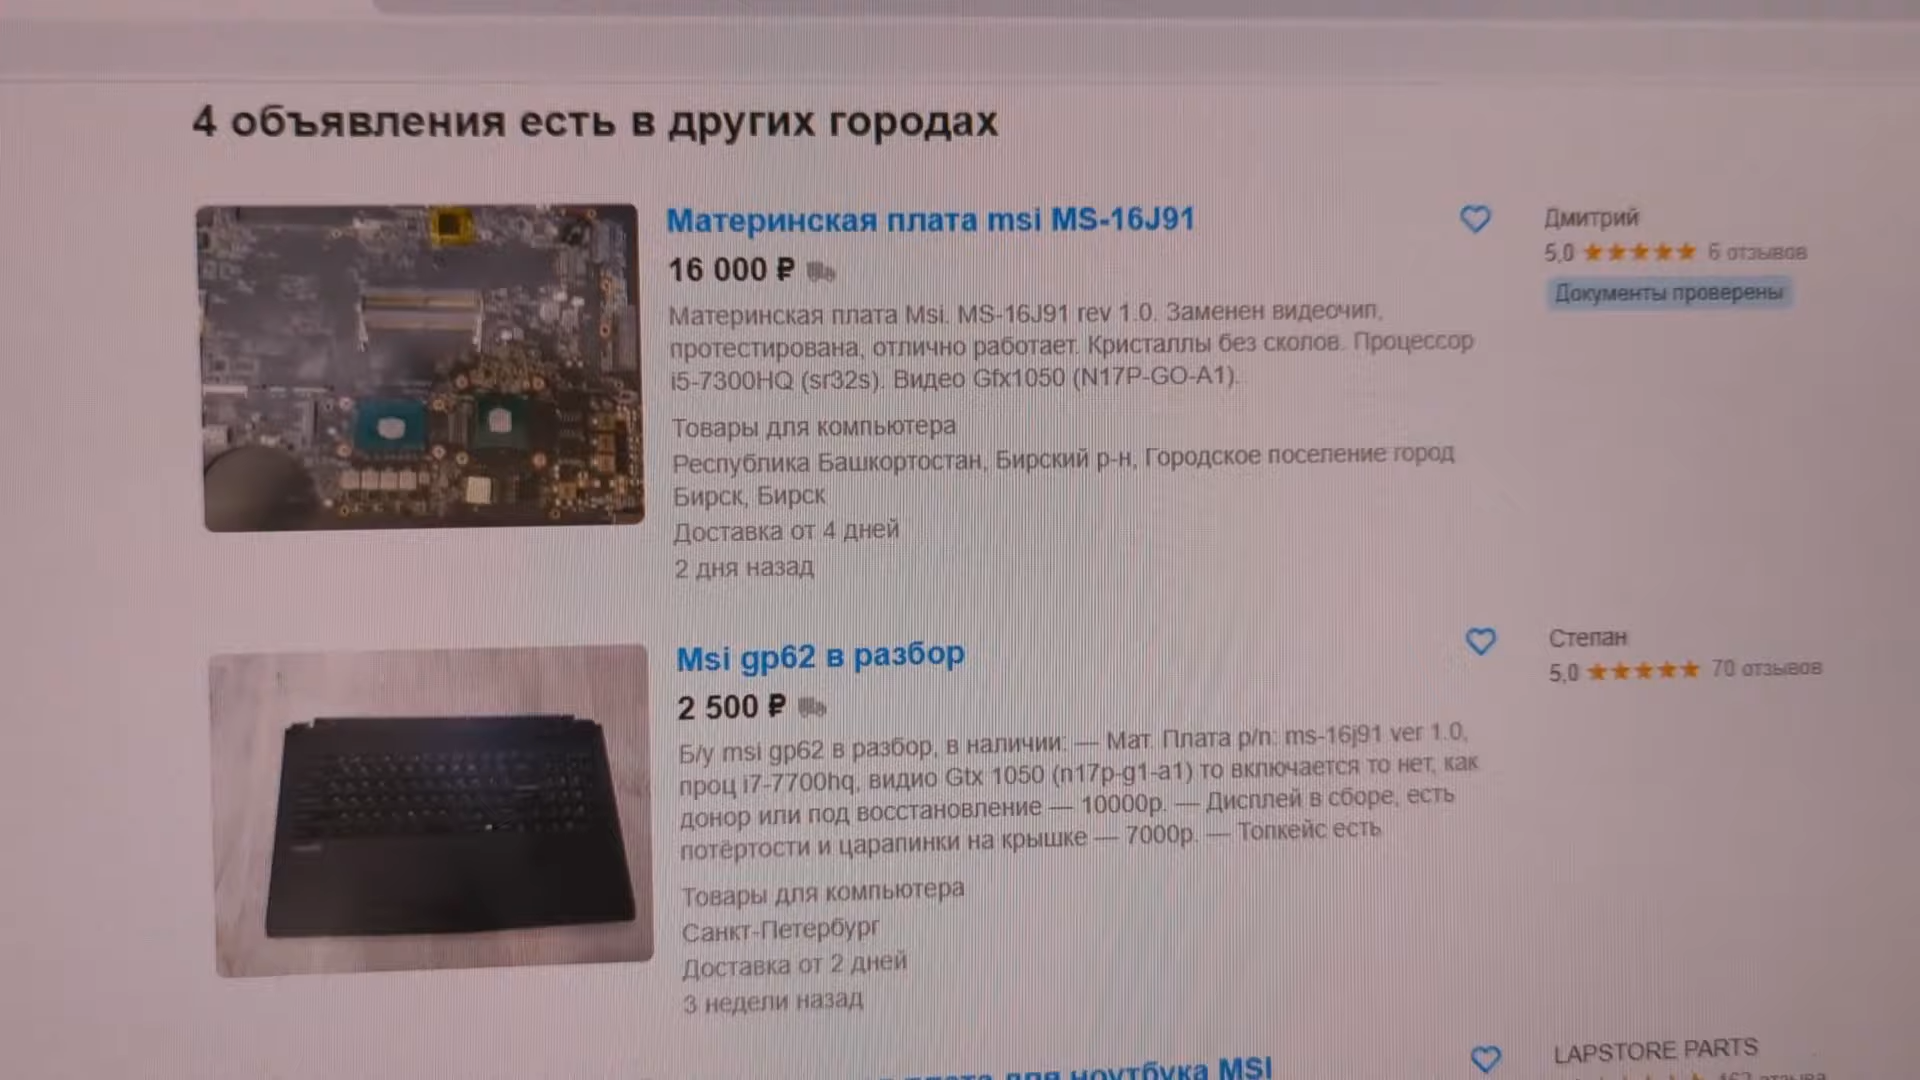 4 объявления есть в других городах
Материнская плата msi MS-16J91
16 000 ₽
Материнская плата Msi. MS-16J91 rev 1.0. Заменен видеочип,
протестирована, отлично работает. Кристаллы без сколов. Процессор
i5-7300HQ (sr32s). Видео Gfx1050 (N17P-GO-A1).
Товары для компьютера
Республика Башкортостан, Бирский р-н, Городское поселение город
Бирск, Бирск
Доставка от 4 дней
2 дня назад
Дмитрий
5,0 6 отзывов
Документы проверены
Msi gp62 в разбор
2 500 ₽
Б/у msi gp62 в разбор, в наличии: — Мат. Плата p/n: ms-16j91 ver 1.0,
проц i7-7700hq, видио Gtx 1050 (n17p-g1-a1) то включается то нет, как
донор или под восстановление — 10000р. — Дисплей в сборе, есть
потёртости и царапинки на крышке — 7000р. — Топкейс есть
Товары для компьютера
Санкт-Петербург
Доставка от 2 дней
3 недели назад
Степан
5,0 70 отзывов
плата для ноутбука MSI
LAPSTORE PARTS